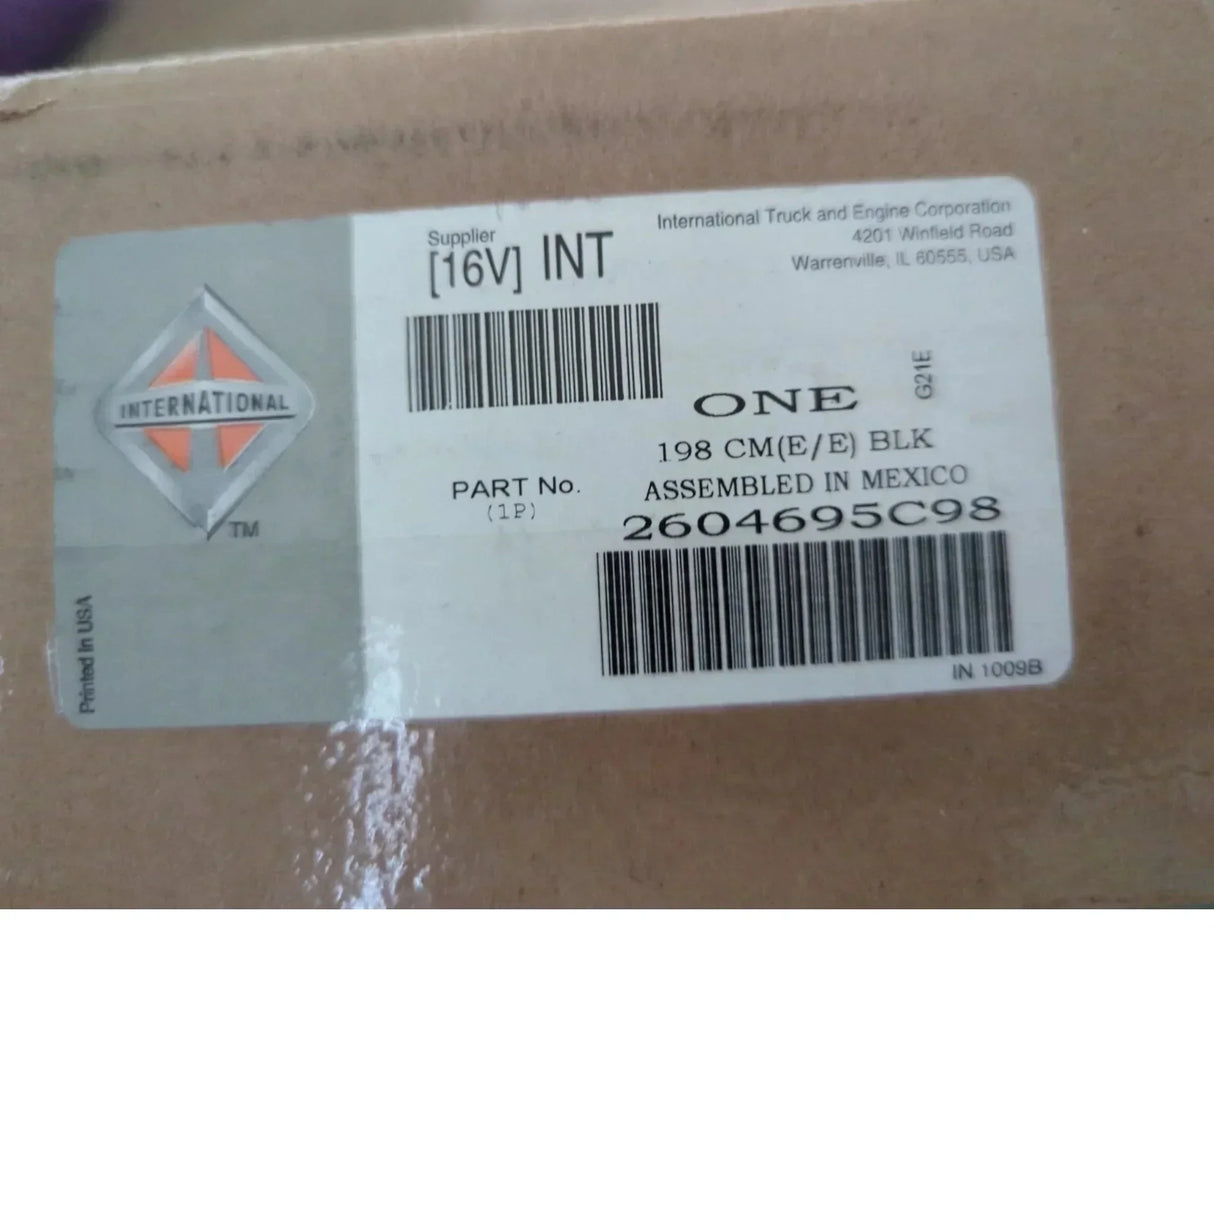 Supplier
[16V] INT
International Truck and Engine Corporation
4201 Winfield Road
Warrenville, IL 60555, USA
INTERNATIONAL
TM
G21E
ONE
198 CM(E/E) BLK
ASSEMBLED IN MEXICO
PART No.
(1P)
2604695C98
IN 1009B
Printed In USA